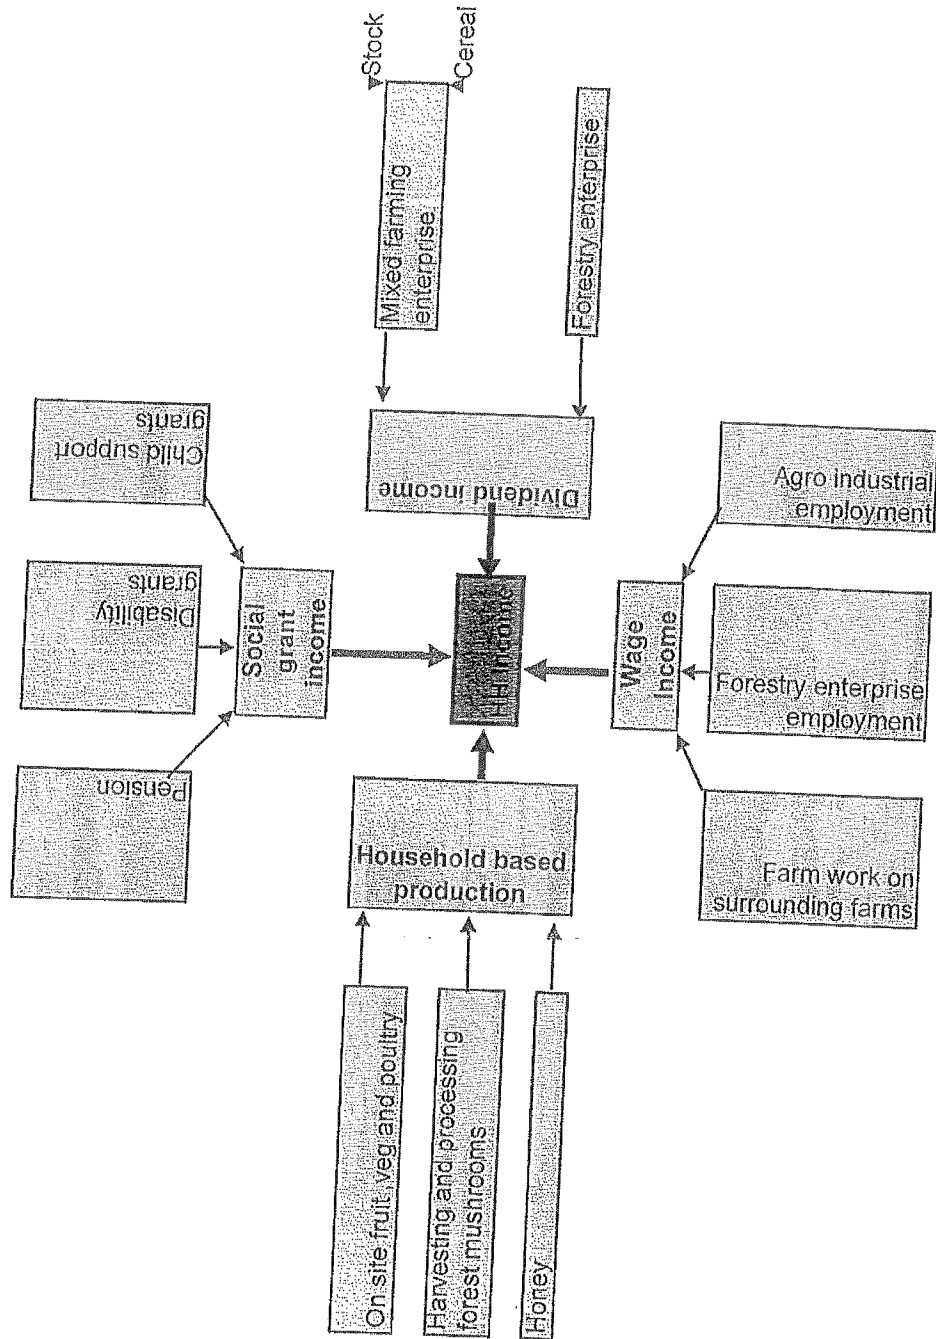 Stock
Cereal
Mixed farming
enterprise
Forestry enterprise
Child support
grants
Disability
grants
Pension
Social
grant
income
Dividend income
HH Income
Wage
Income
Agro industrial
employment
Forestry enterprise
employment
Farm work on
surrounding farms
Household based
production
On site fruit, veg and poultry
Harvesting and processing
forest mushrooms
Honey